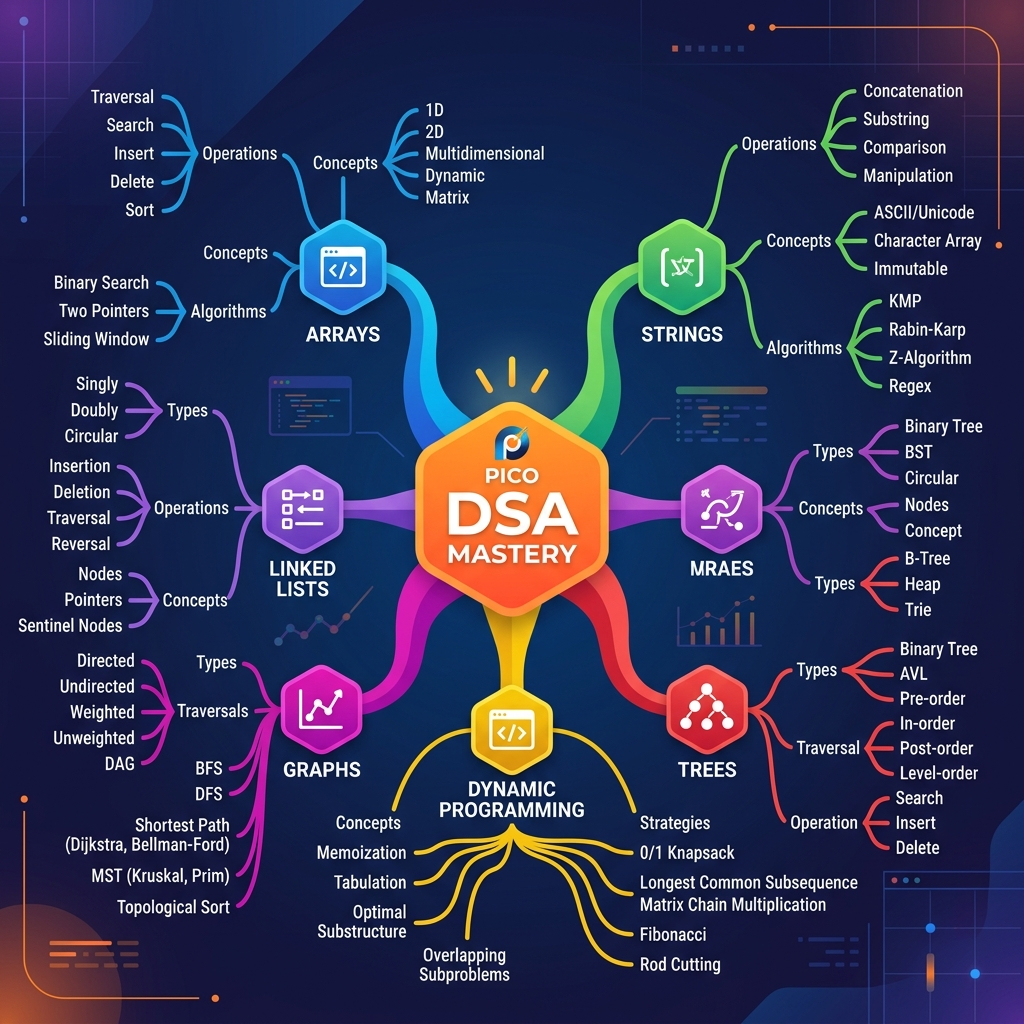 Traversal
Search
Insert
Delete
Sort
Operations
Concepts
1D
2D
Multidimensional
Dynamic
Matrix
Concepts
Binary Search
Two Pointers
Sliding Window
Algorithms
ARRAYS
Operations
Concatenation
Substring
Comparison
Manipulation
Concepts
ASCII/Unicode
Character Array
Immutable
Algorithms
KMP
Rabin-Karp
Z-Algorithm
Regex
STRINGS
PICO
DSA
MASTERY
Singly
Doubly
Circular
Types
Insertion
Deletion
Traversal
Reversal
Operations
Nodes
Pointers
Sentinel Nodes
Concepts
LINKED
LISTS
Types
Binary Tree
BST
Circular
Concepts
Nodes
Concept
Types
B-Tree
Heap
Trie
MRAES
Types
Directed
Undirected
Weighted
Unweighted
DAG
Traversals
BFS
DFS
Shortest Path
(Dijkstra, Bellman-Ford)
MST (Kruskal, Prim)
Topological Sort
GRAPHS
DYNAMIC
PROGRAMMING
Concepts
Memoization
Tabulation
Optimal
Substructure
Overlapping
Subproblems
Strategies
0/1 Knapsack
Longest Common Subsequence
Matrix Chain Multiplication
Fibonacci
Rod Cutting
TREES
Types
Binary Tree
AVL
Pre-order
Traversal
In-order
Post-order
Level-order
Operation
Search
Insert
Delete